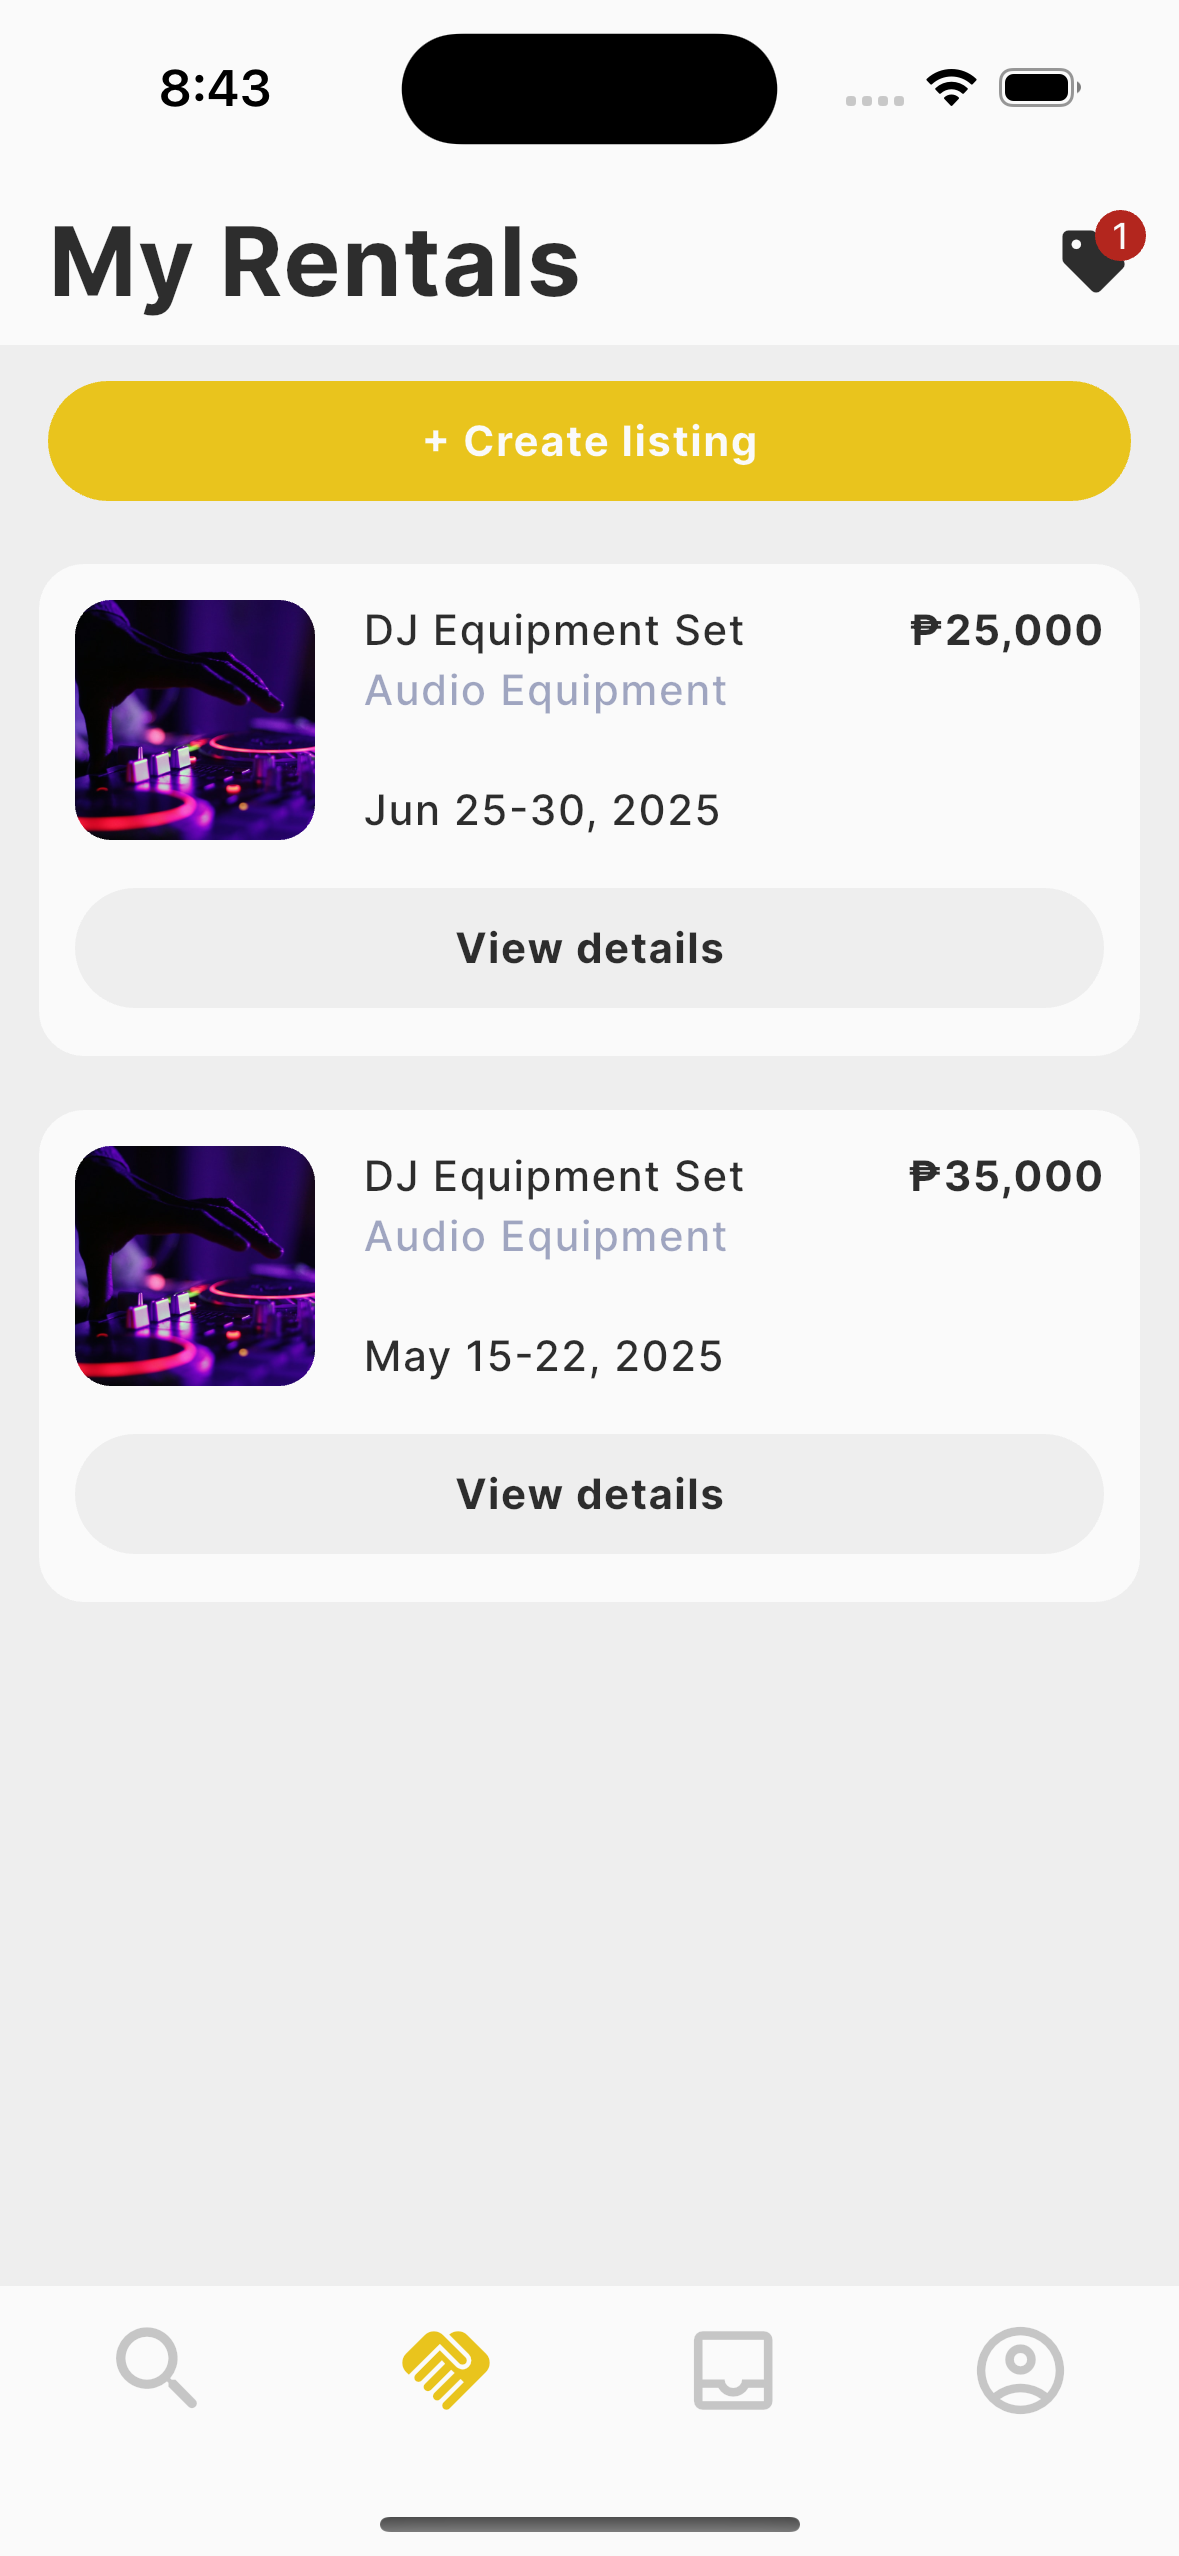 8:43
My Rentals
1
+ Create listing
DJ Equipment Set
₱25,000
Audio Equipment
Jun 25-30, 2025
View details
DJ Equipment Set
₱35,000
Audio Equipment
May 15-22, 2025
View details